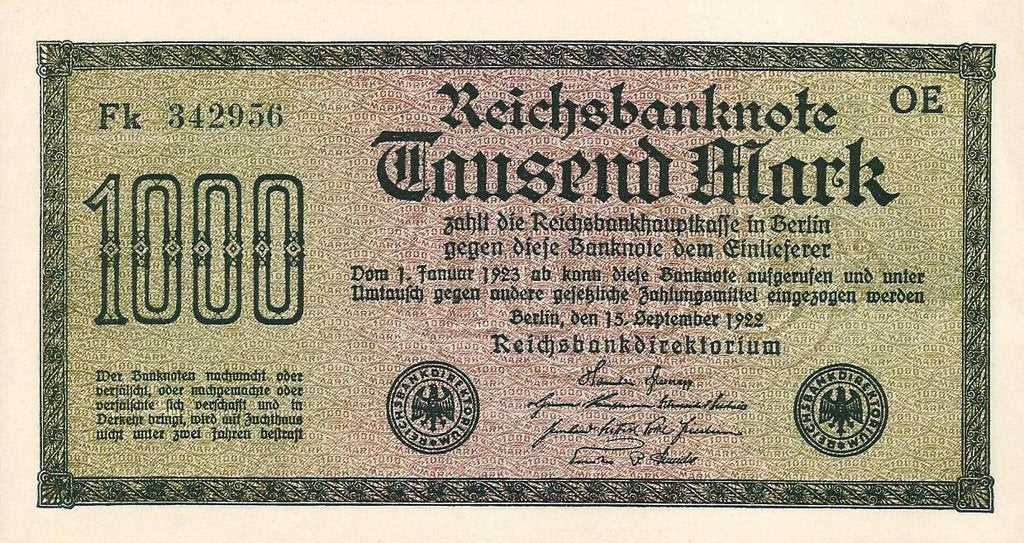 Fk 342956
OE
Reichsbanknote
Tausend Mark
zahlt die Reichsbankhauptkasse in Berlin
gegen diese Banknote dem Einlieferer
Vom 1. Januar 1923 ab kann diese Banknote aufgerufen und unter
Umtausch gegen andere gesetzliche Zahlungsmittel eingezogen werden
Berlin, den 15. September 1922
Reichsbankdirektorium
1000
Wer Banknoten nachmacht oder
verfälscht, oder nachgemachte oder
verfälschte sich verschafft und in
Verkehr bringt, wird mit Zuchthaus
nicht unter zwei Jahren bestraft
REICHSBANKDIREKTORIUM
REICHSBANKDIREKTORIUM